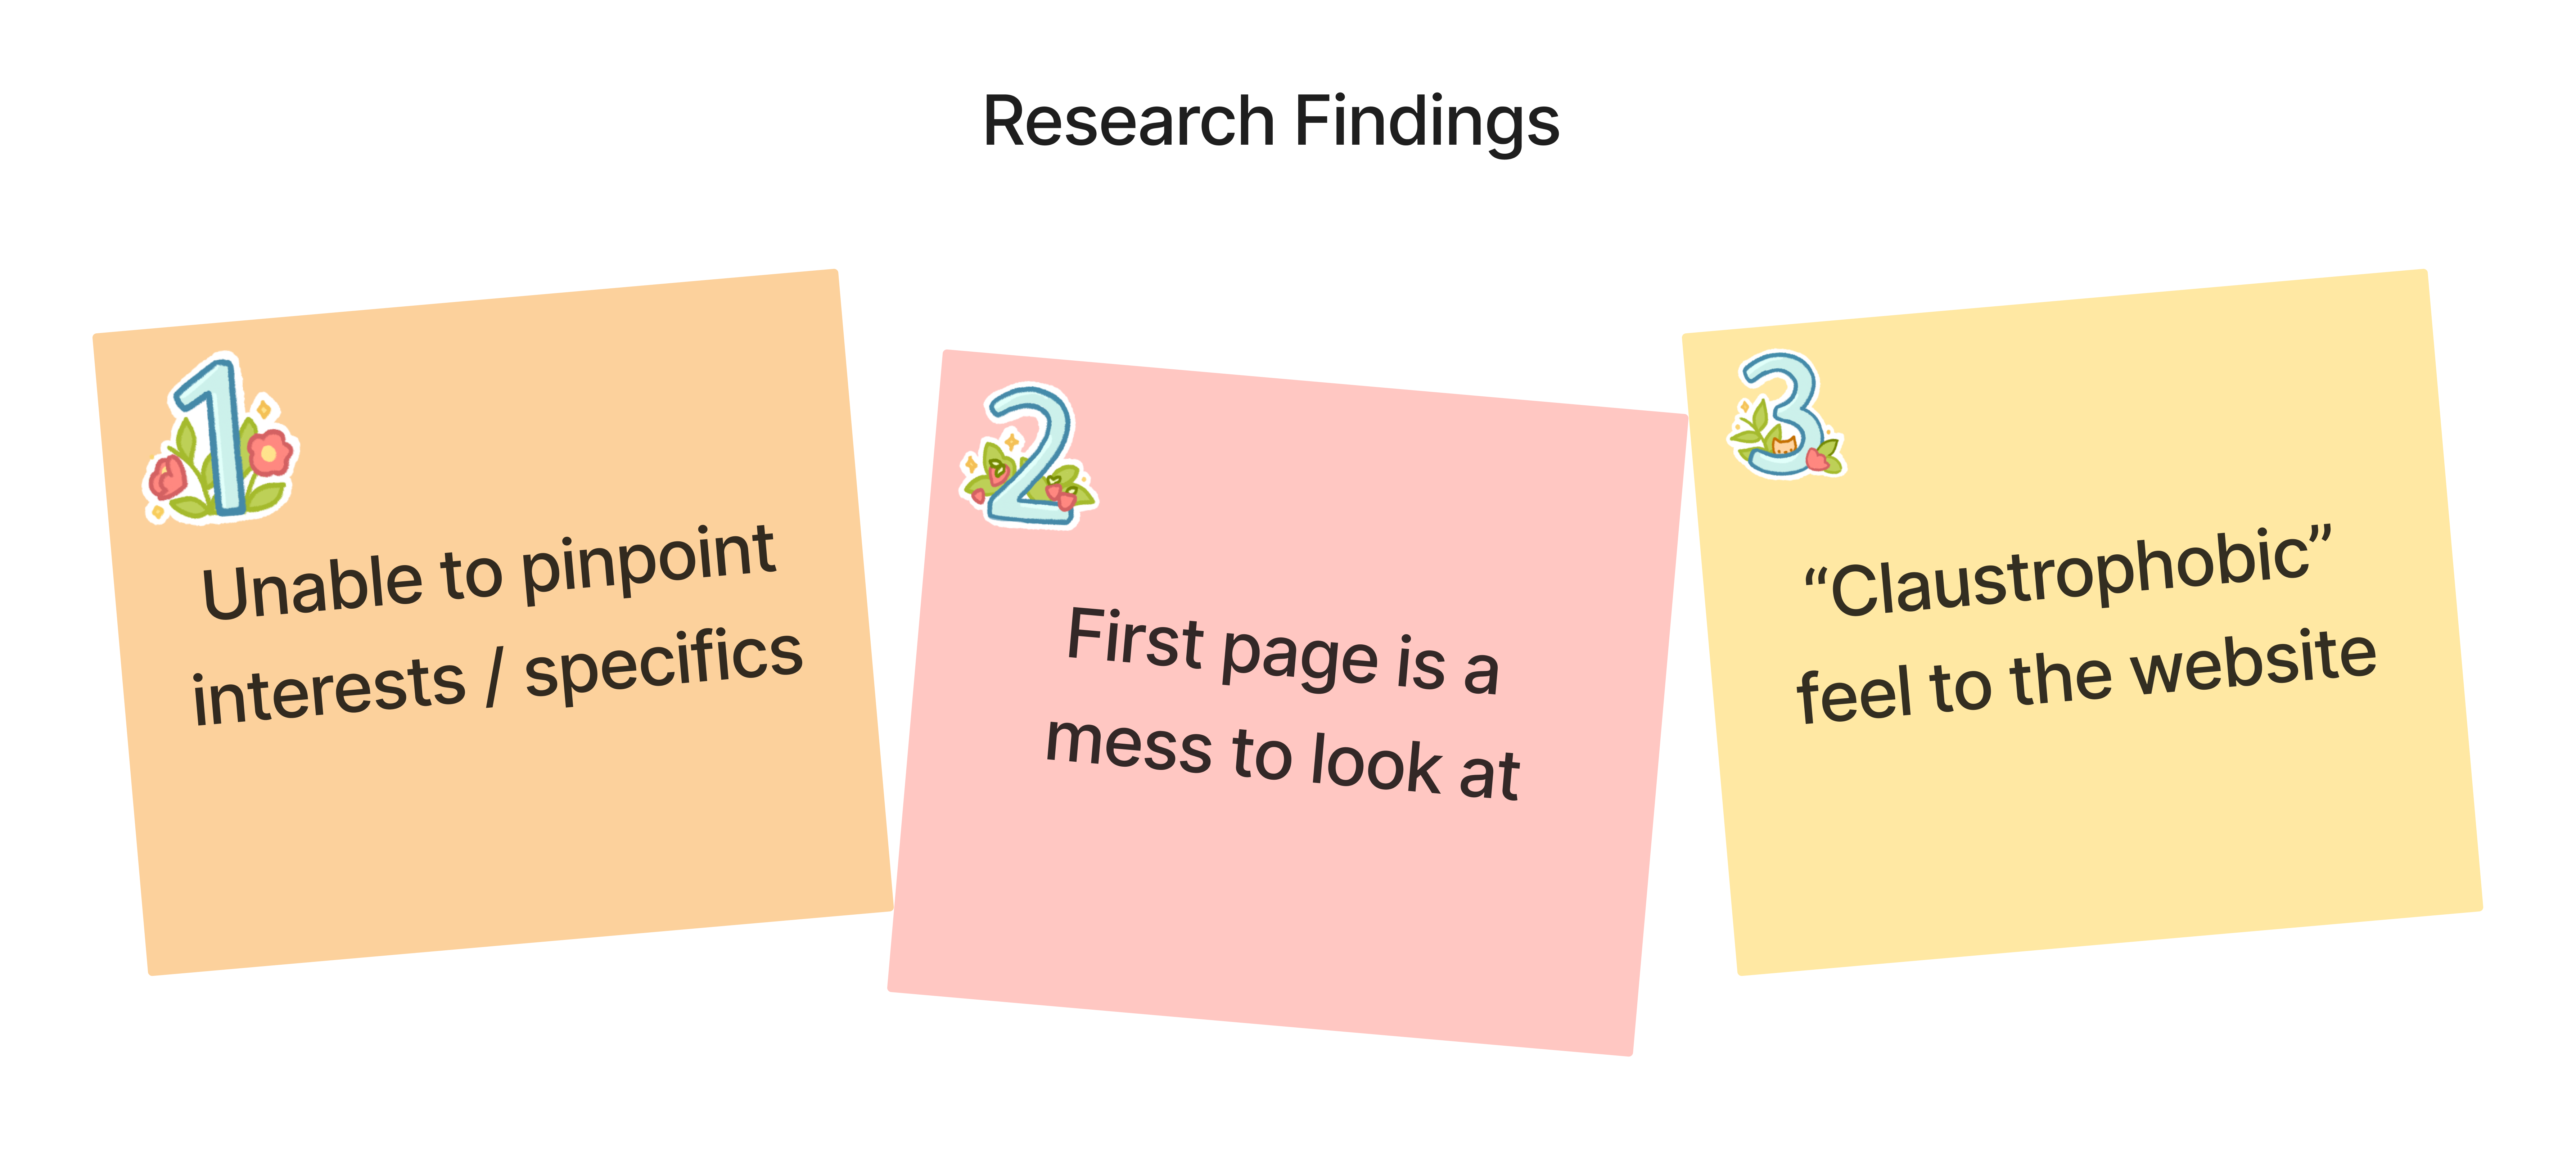 Research Findings
1
Unable to pinpoint
interests / specifics
2
First page is a
mess to look at
3
“Claustrophobic”
feel to the website